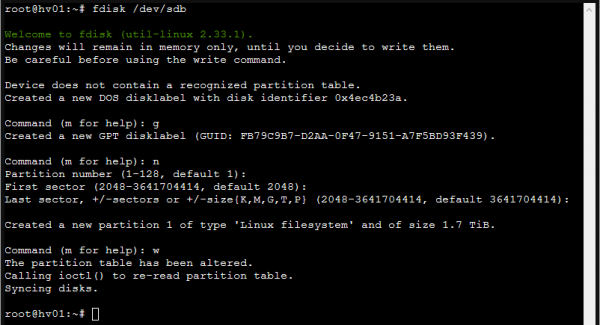 root@hv01:~# fdisk /dev/sdb
Welcome to fdisk (util-linux 2.33.1).
Changes will remain in memory only, until you decide to write them.
Be careful before using the write command.
Device does not contain a recognized partition table.
Created a new DOS disklabel with disk identifier 0x4ec4b23a.
Command (m for help): g
Created a new GPT disklabel (GUID: FB79C9B7-D2AA-0F47-9151-A7F5BD93F439).
Command (m for help): n
Partition number (1-128, default 1):
First sector (2048-3641704414, default 2048):
Last sector, +/-sectors or +/-size{K,M,G,T,P} (2048-3641704414, default 3641704414):
Created a new partition 1 of type 'Linux filesystem' and of size 1.7 TiB.
Command (m for help): w
The partition table has been altered.
Calling ioctl() to re-read partition table.
Syncing disks.
root@hv01:~#